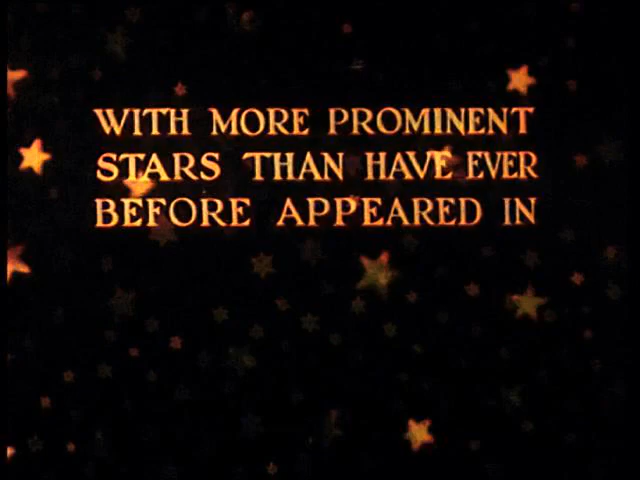 WITH MORE PROMINENT
STARS THAN HAVE EVER
BEFORE APPEARED IN